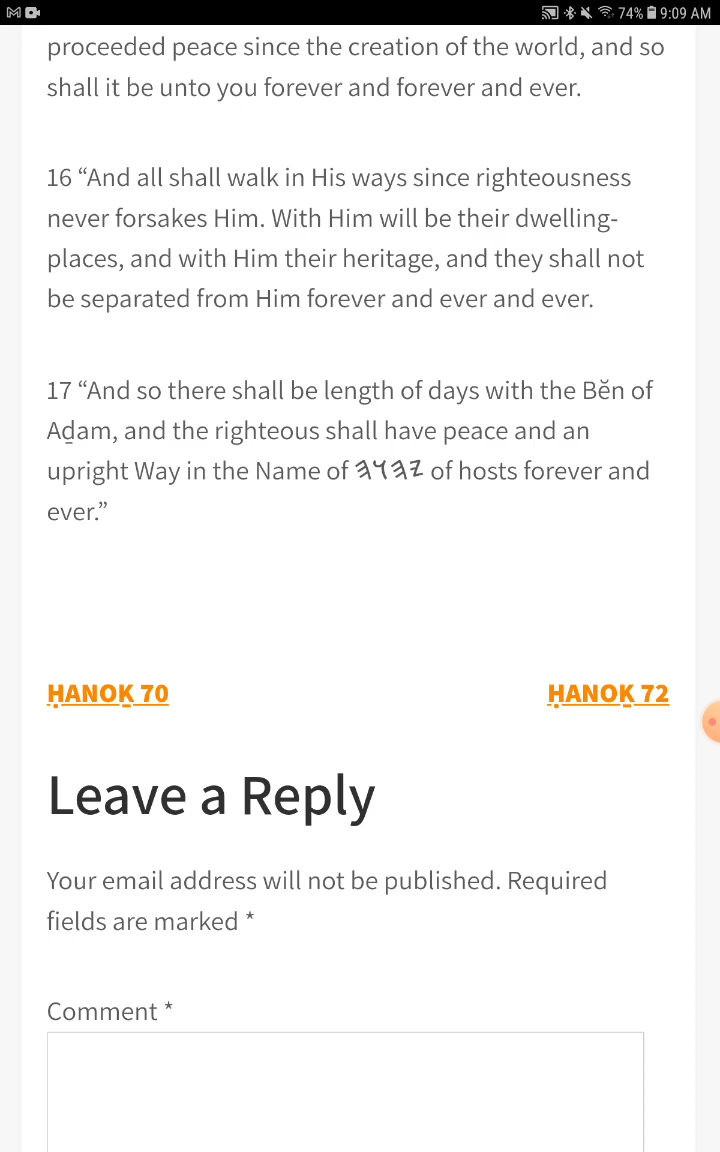 74% 9:09 AM
proceeded peace since the creation of the world, and so
shall it be unto you forever and forever and ever.
16 “And all shall walk in His ways since righteousness
never forsakes Him. With Him will be their dwelling-
places, and with Him their heritage, and they shall not
be separated from Him forever and ever and ever.
17 “And so there shall be length of days with the Bĕn of
Aḏam, and the righteous shall have peace and an
upright Way in the Name of 𐤉𐤄𐤅𐤄 of hosts forever and
ever.”
ḤANOḴ 70 ḤANOḴ 72
Leave a Reply
Your email address will not be published. Required
fields are marked *
Comment *